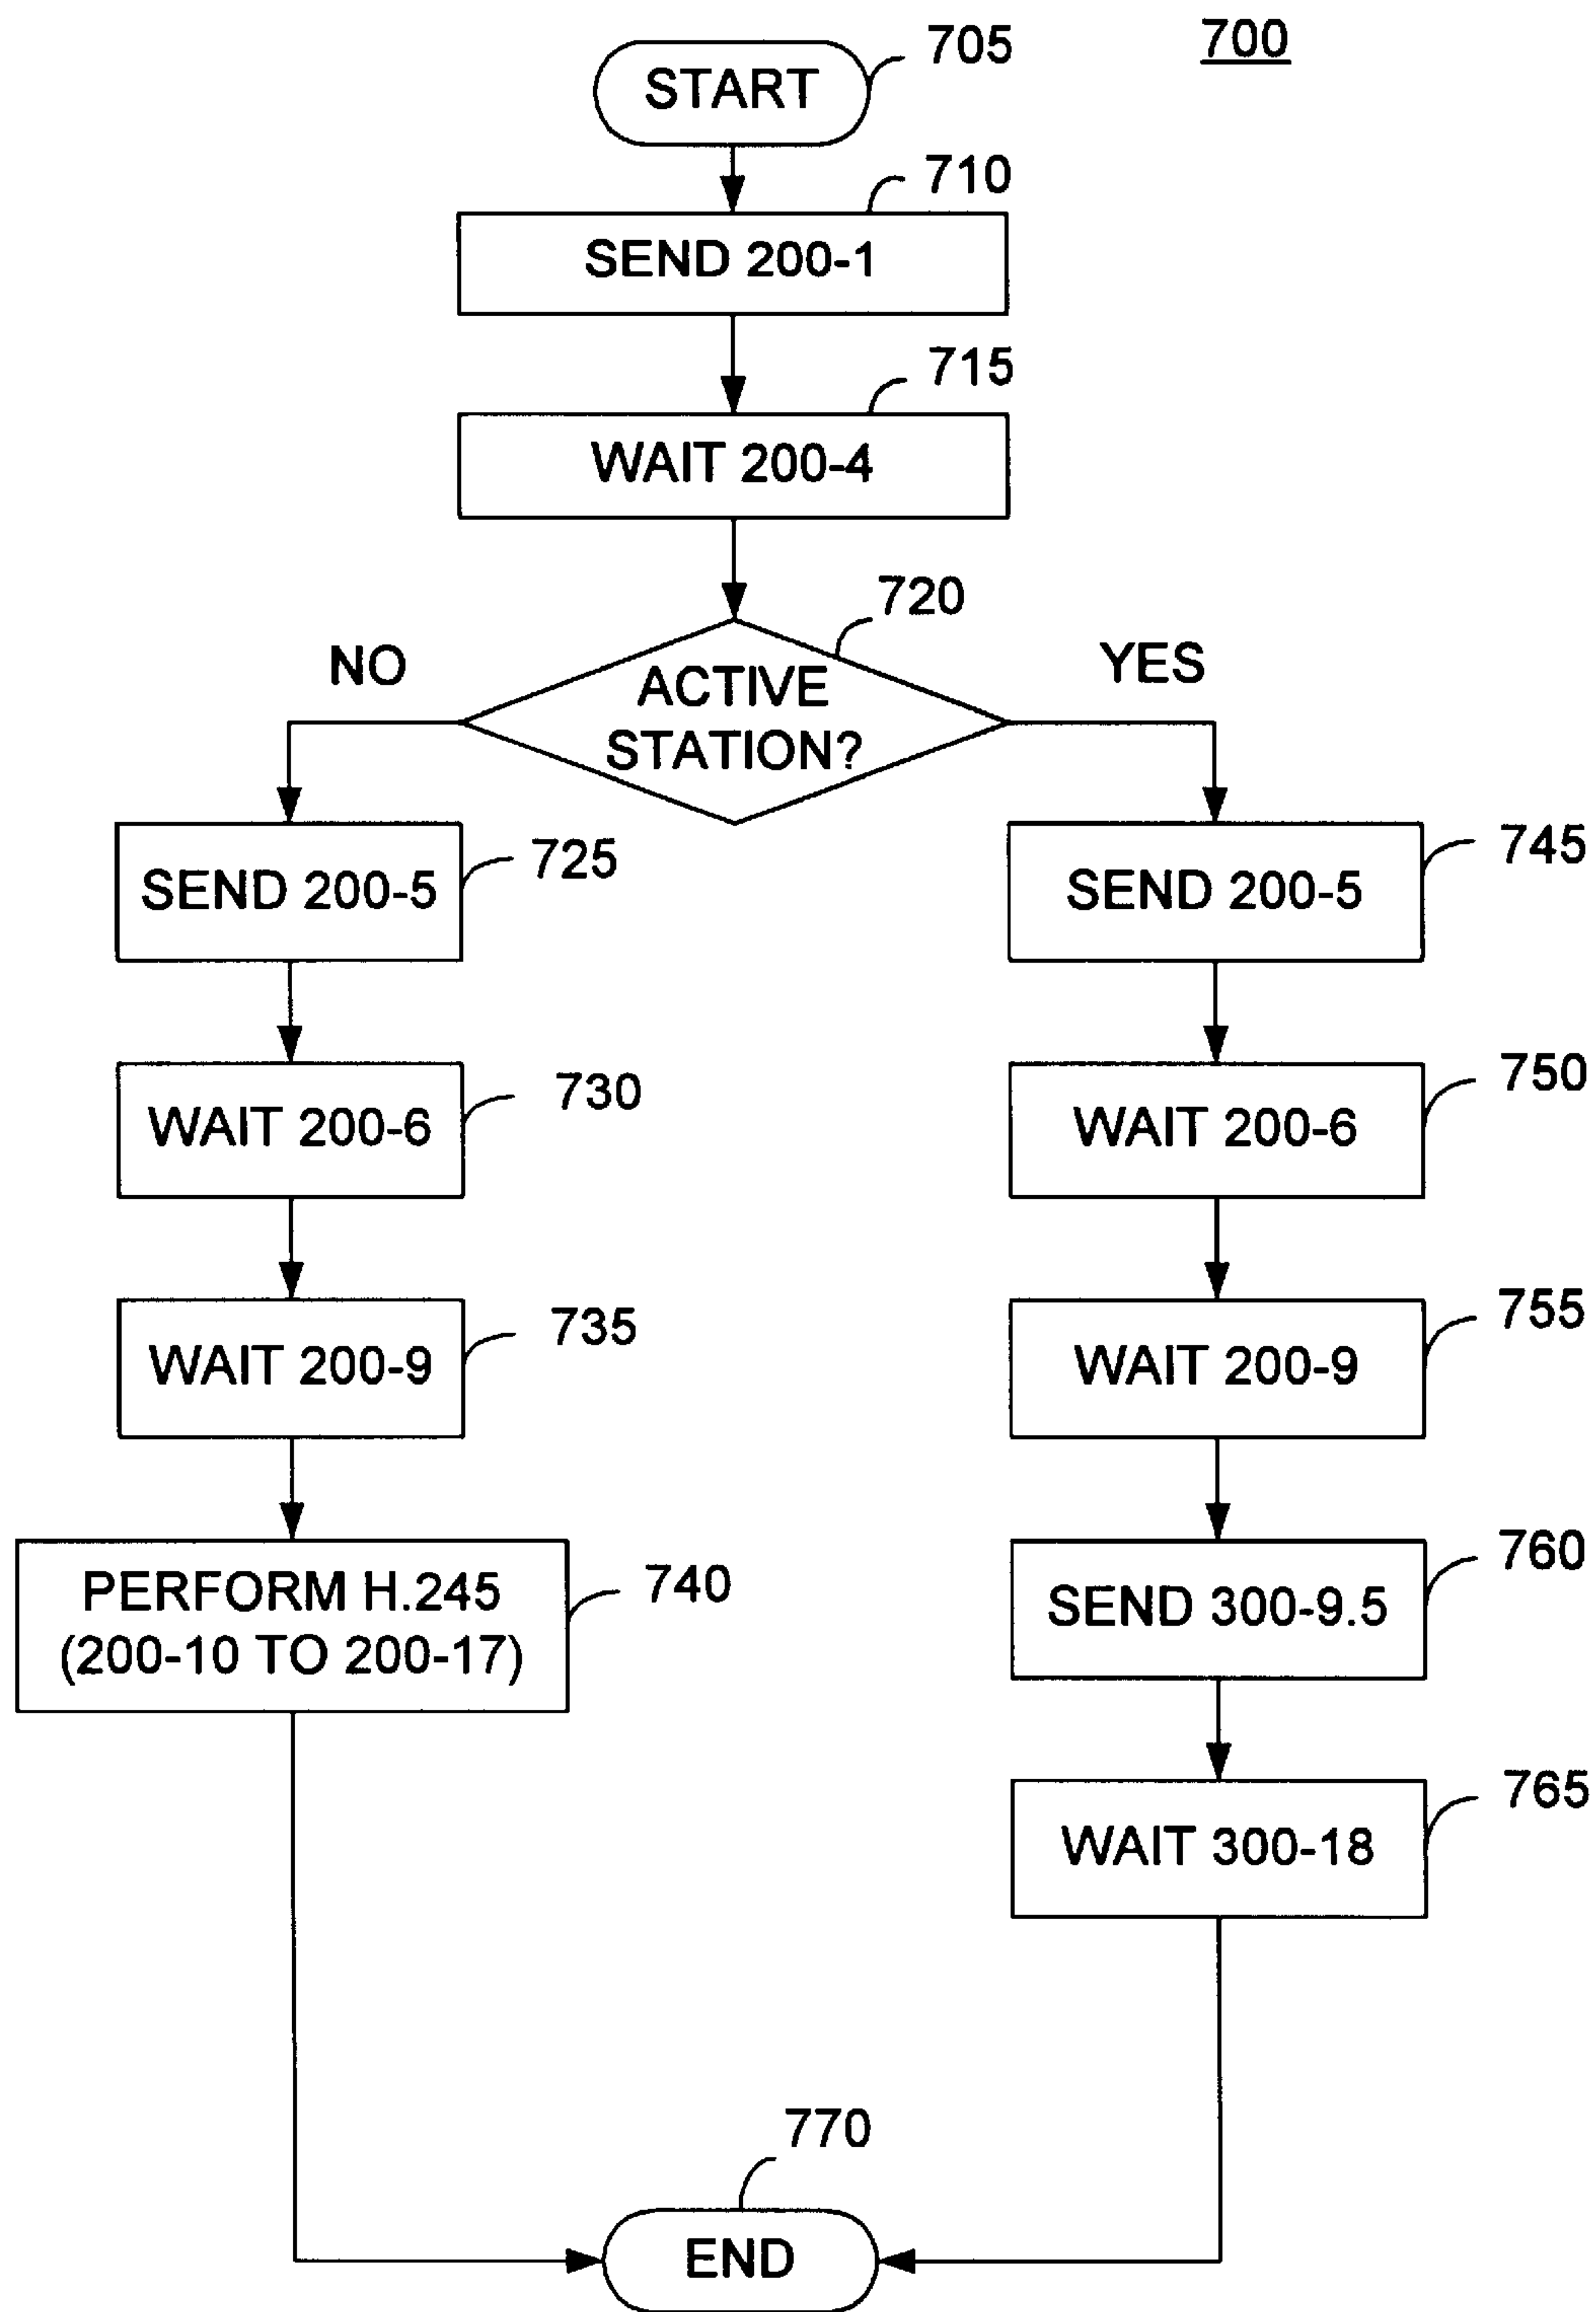 700
START
705
710
SEND 200-1
715
WAIT 200-4
720
NO
ACTIVE
STATION?
YES
725
SEND 200-5
730
WAIT 200-6
735
WAIT 200-9
740
PERFORM H.245
(200-10 TO 200-17)
745
SEND 200-5
750
WAIT 200-6
755
WAIT 200-9
760
SEND 300-9.5
765
WAIT 300-18
770
END